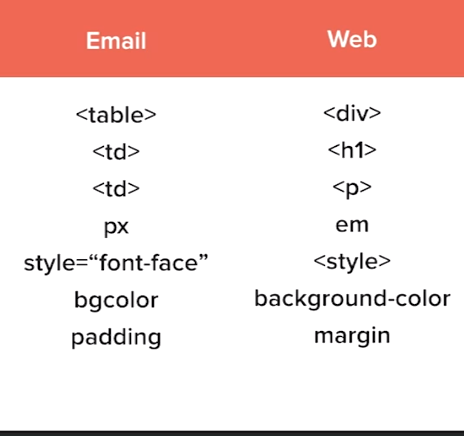 Email Web
<table> <div>
<td> <h1>
<td> <p>
px em
style=“font-face” <style>
bgcolor background-color
padding margin